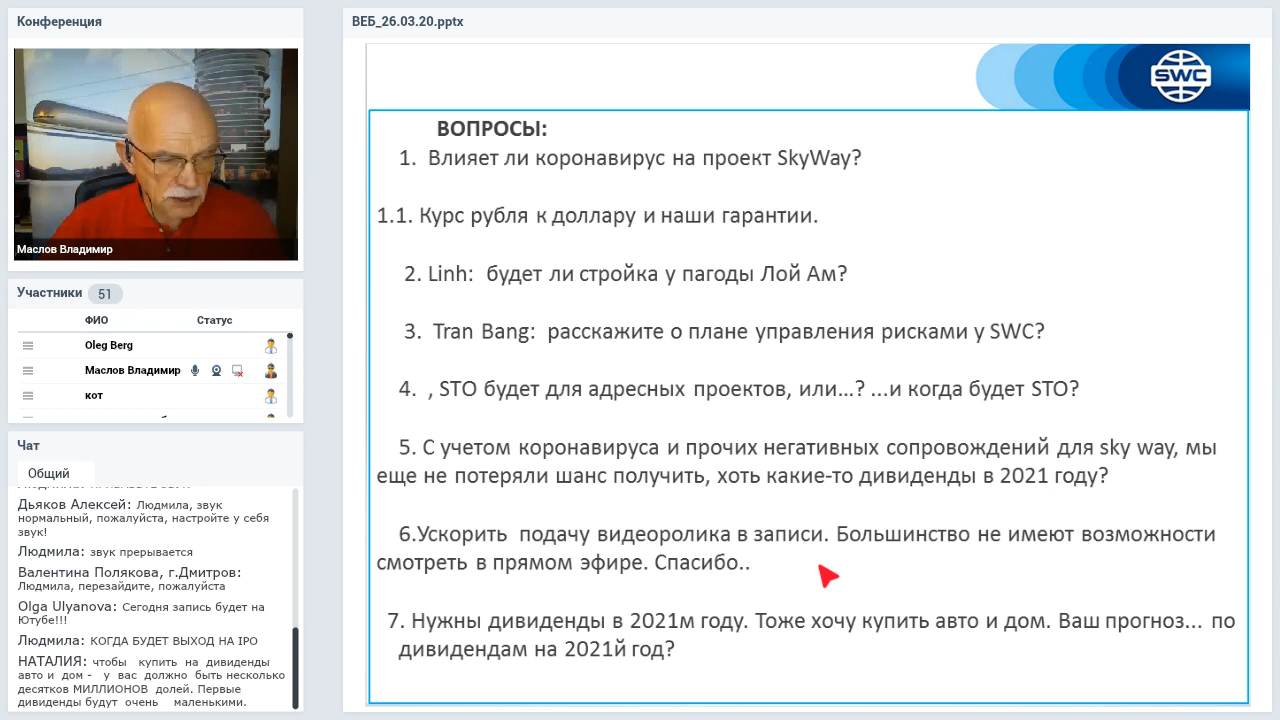 Конференция
Маслов Владимир
Участники 51
ФИО Статус
Oleg Berg
Маслов Владимир
кот
Чат
Общий
Дьяков Алексей: Людмила, звук
нормальный, пожалуйста, настройте у себя
звук!
Людмила: звук прерывается
Валентина Полякова, г.Дмитров:
Людмила, перезайдите, пожалуйста
Olga Ulyanova: Сегодня запись будет на
Ютубе!!!
Людмила: КОГДА БУДЕТ ВЫХОД НА IPO
НАТАЛИЯ: чтобы купить на дивиденды
авто и дом - у вас должно быть несколько
десятков МИЛЛИОНОВ долей. Первые
дивиденды будут очень маленькими.
ВЕБ_26.03.20.pptx
SWC
ВОПРОСЫ:
1. Влияет ли коронавирус на проект SkyWay?
1.1. Курс рубля к доллару и наши гарантии.
2. Linh: будет ли стройка у пагоды Лой Ам?
3. Tran Bang: расскажите о плане управления рисками у SWC?
4. , STO будет для адресных проектов, или...? ...и когда будет STO?
5. С учетом коронавируса и прочих негативных сопровождений для sky way, мы
еще не потеряли шанс получить, хоть какие-то дивиденды в 2021 году?
6.Ускорить подачу видеоролика в записи. Большинство не имеют возможности
смотреть в прямом эфире. Спасибо..
7. Нужны дивиденды в 2021м году. Тоже хочу купить авто и дом. Ваш прогноз... по
дивидендам на 2021й год?